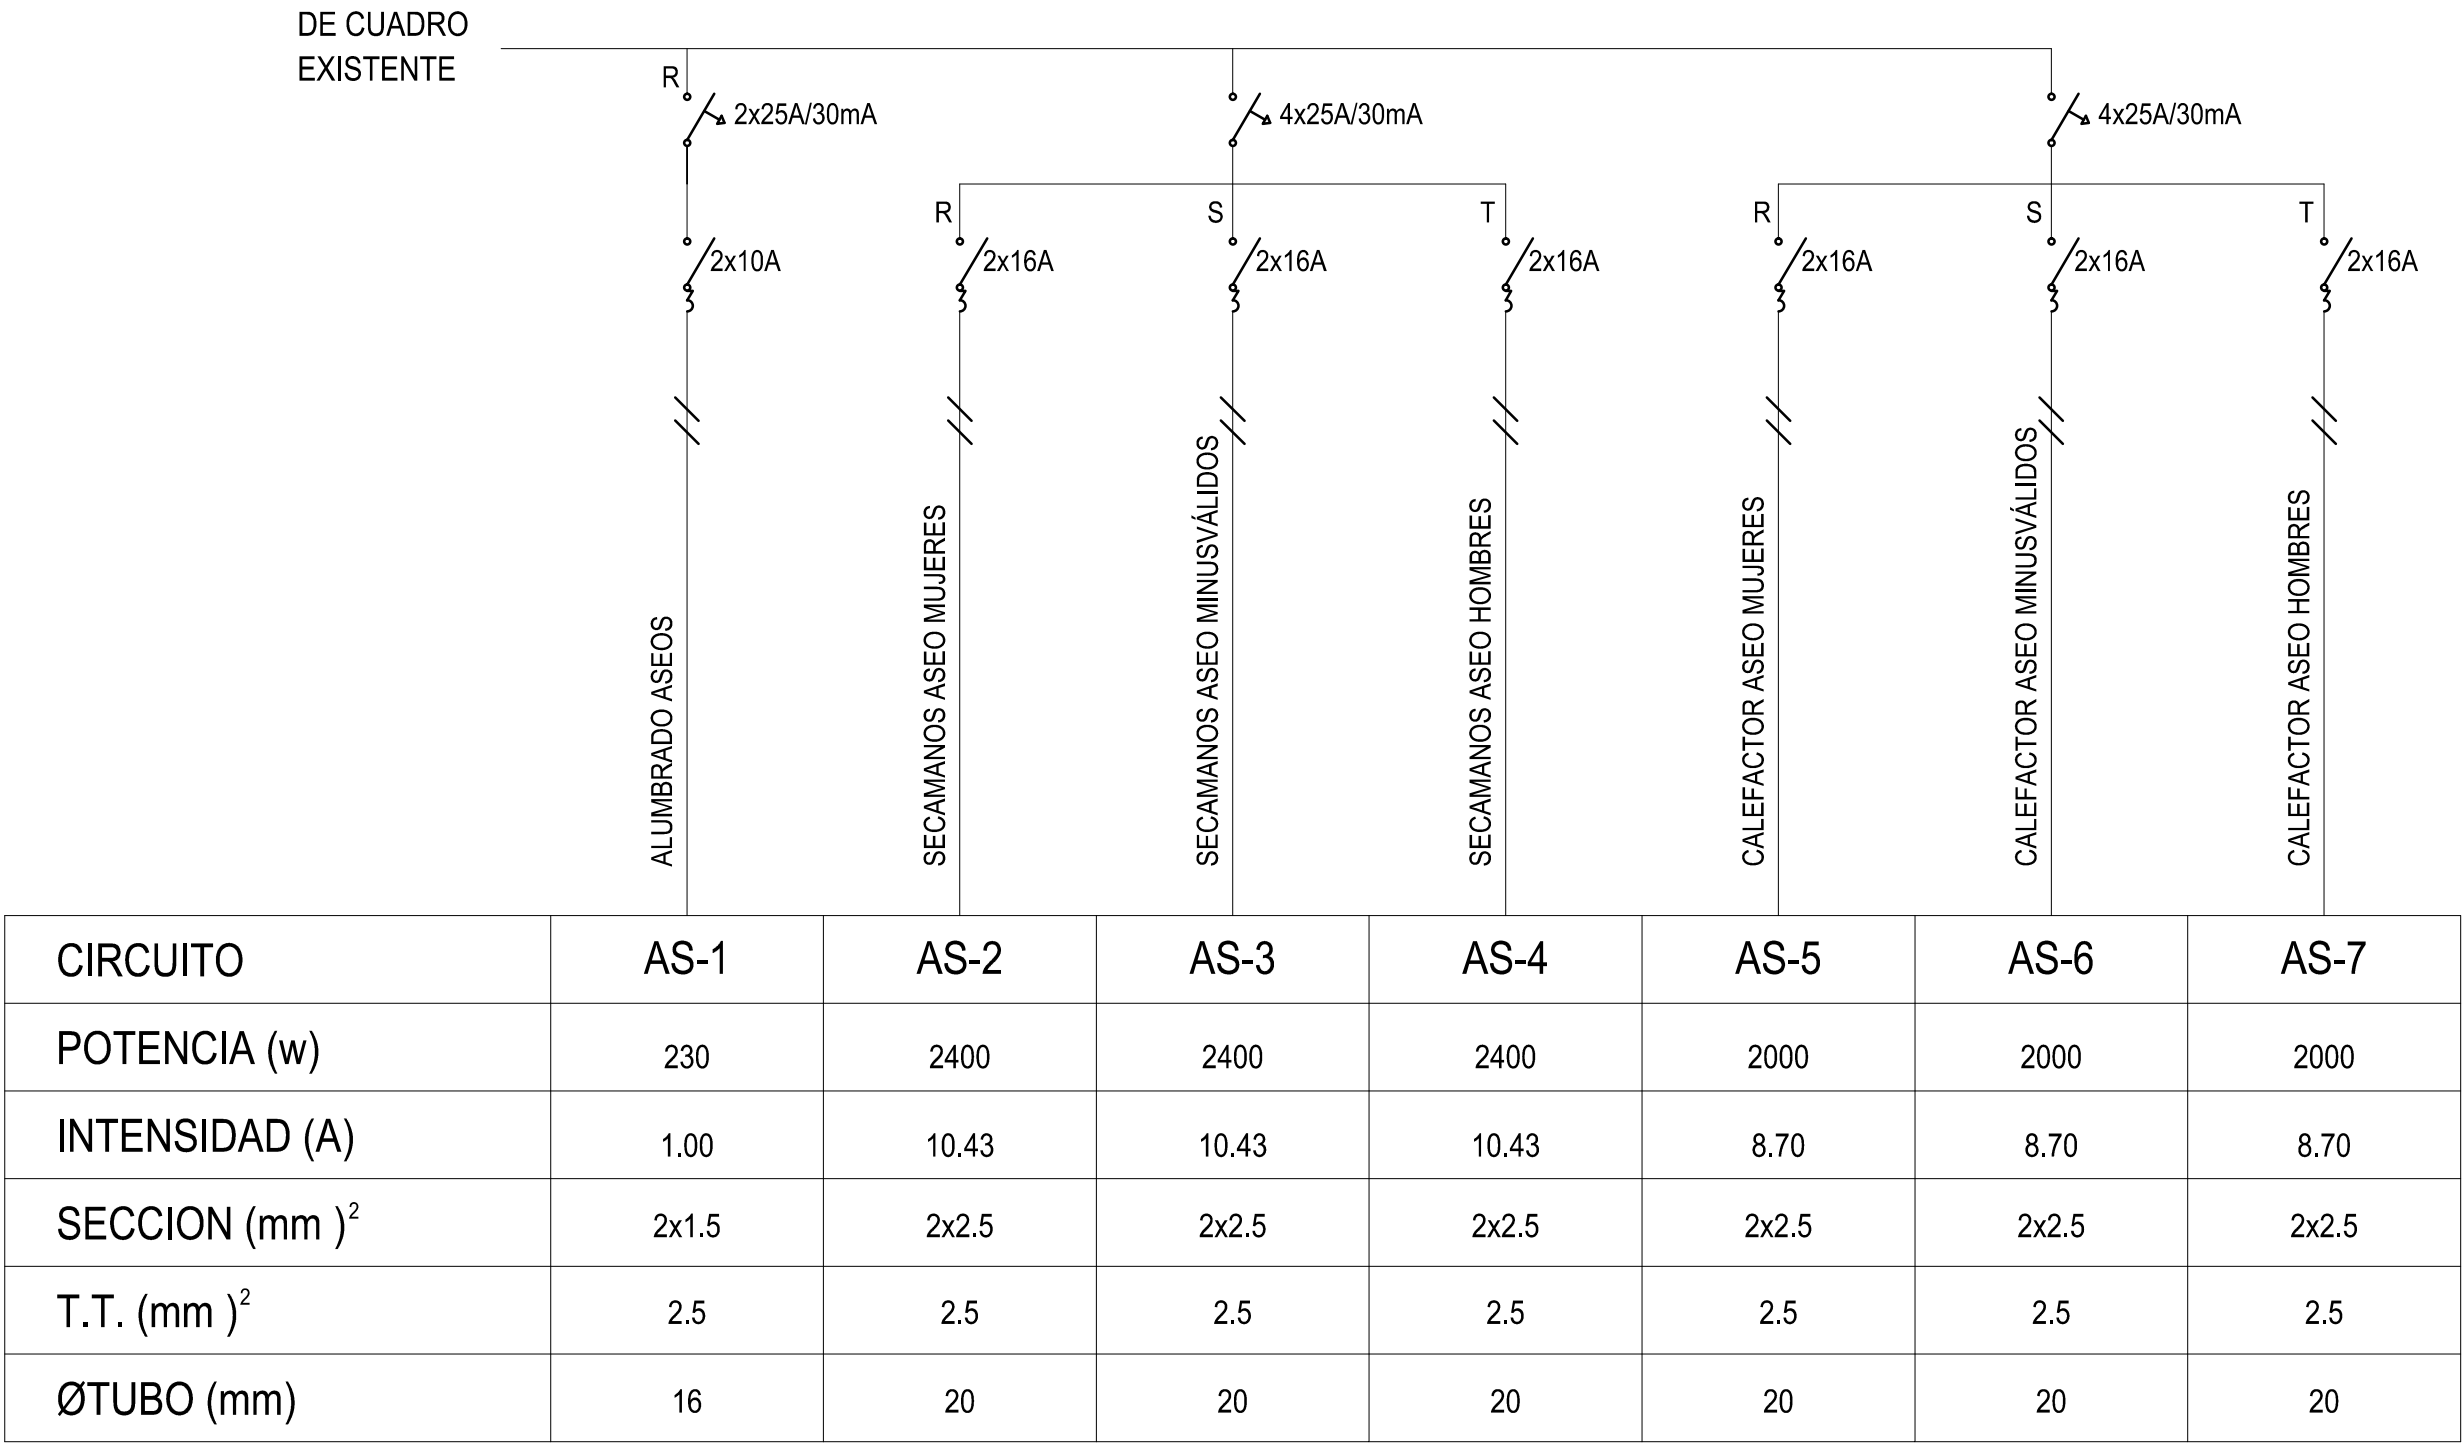 DE CUADRO
EXISTENTE
R
2x25A/30mA
4x25A/30mA
4x25A/30mA
R
S
T
R
S
T
2x10A
2x16A
2x16A
2x16A
2x16A
2x16A
2x16A
ALUMBRADO ASEOS
SECAMANOS ASEO MUJERES
SECAMANOS ASEO MINUSVÁLIDOS
SECAMANOS ASEO HOMBRES
CALEFACTOR ASEO MUJERES
CALEFACTOR ASEO MINUSVÁLIDOS
CALEFACTOR ASEO HOMBRES
CIRCUITO AS-1 AS-2 AS-3 AS-4 AS-5 AS-6 AS-7
POTENCIA (w) 230 2400 2400 2400 2000 2000 2000
INTENSIDAD (A) 1.00 10.43 10.43 10.43 8.70 8.70 8.70
SECCION (mm )² 2x1.5 2x2.5 2x2.5 2x2.5 2x2.5 2x2.5 2x2.5
T.T. (mm )² 2.5 2.5 2.5 2.5 2.5 2.5 2.5
ØTUBO (mm) 16 20 20 20 20 20 20